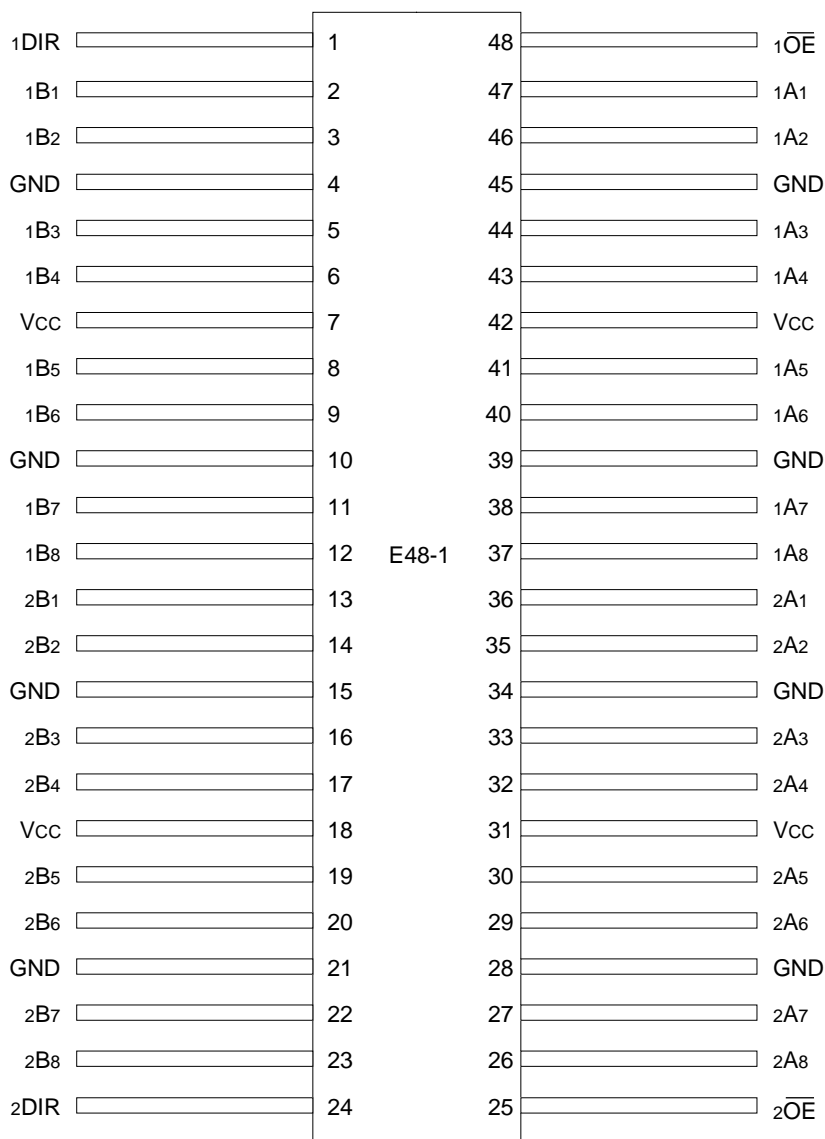 1DIR 1 48 1O̅E̅
1B1 2 47 1A1
1B2 3 46 1A2
GND 4 45 GND
1B3 5 44 1A3
1B4 6 43 1A4
VCC 7 42 VCC
1B5 8 41 1A5
1B6 9 40 1A6
GND 10 39 GND
1B7 11 38 1A7
1B8 12 E48-1 37 1A8
2B1 13 36 2A1
2B2 14 35 2A2
GND 15 34 GND
2B3 16 33 2A3
2B4 17 32 2A4
VCC 18 31 VCC
2B5 19 30 2A5
2B6 20 29 2A6
GND 21 28 GND
2B7 22 27 2A7
2B8 23 26 2A8
2DIR 24 25 2O̅E̅